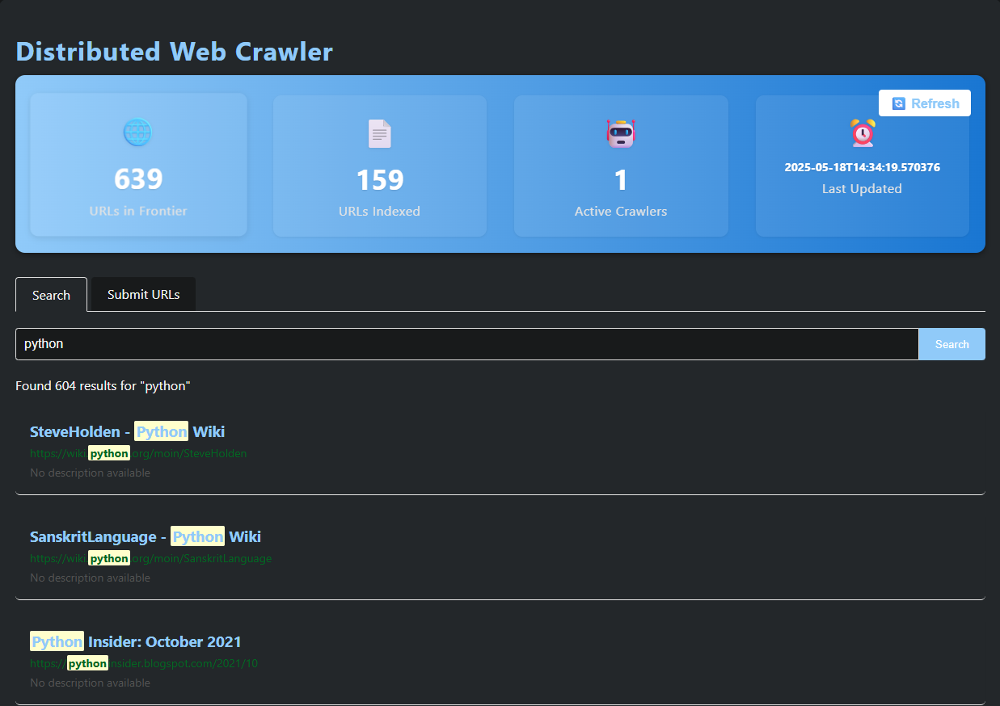 Distributed Web Crawler
Refresh
639
URLs in Frontier
159
URLs Indexed
1
Active Crawlers
2025-05-18T14:34:19.570376
Last Updated
Search
Submit URLs
python
Search
Found 604 results for "python"
SteveHolden - Python Wiki
https://wiki.python.org/moin/SteveHolden
No description available
SanskritLanguage - Python Wiki
https://wiki.python.org/moin/SanskritLanguage
No description available
Python Insider: October 2021
https://pythoninsider.blogspot.com/2021/10
No description available